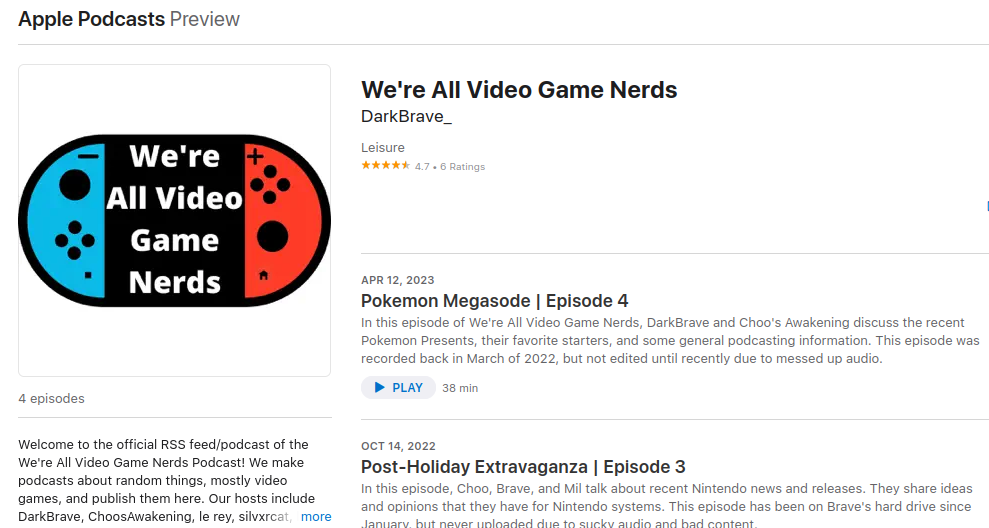 Apple Podcasts Preview
We're
All Video
Game
Nerds
4 episodes
Welcome to the official RSS feed/podcast of the
We're All Video Game Nerds Podcast! We make
podcasts about random things, mostly video
games, and publish them here. Our hosts include
DarkBrave, ChoosAwakening, le rey, silvxrcat, more
We're All Video Game Nerds
DarkBrave_
Leisure
★★★★★ 4.7 • 6 Ratings
APR 12, 2023
Pokemon Megasode | Episode 4
In this episode of We're All Video Game Nerds, DarkBrave and Choo's Awakening discuss the recent
Pokemon Presents, their favorite starters, and some general podcasting information. This episode was
recorded back in March of 2022, but not edited until recently due to messed up audio.
PLAY 38 min
OCT 14, 2022
Post-Holiday Extravaganza | Episode 3
In this episode, Choo, Brave, and Mil talk about recent Nintendo news and releases. They share ideas
and opinions that they have for Nintendo systems. This episode has been on Brave's hard drive since
January, but never uploaded due to sucky audio and bad content.